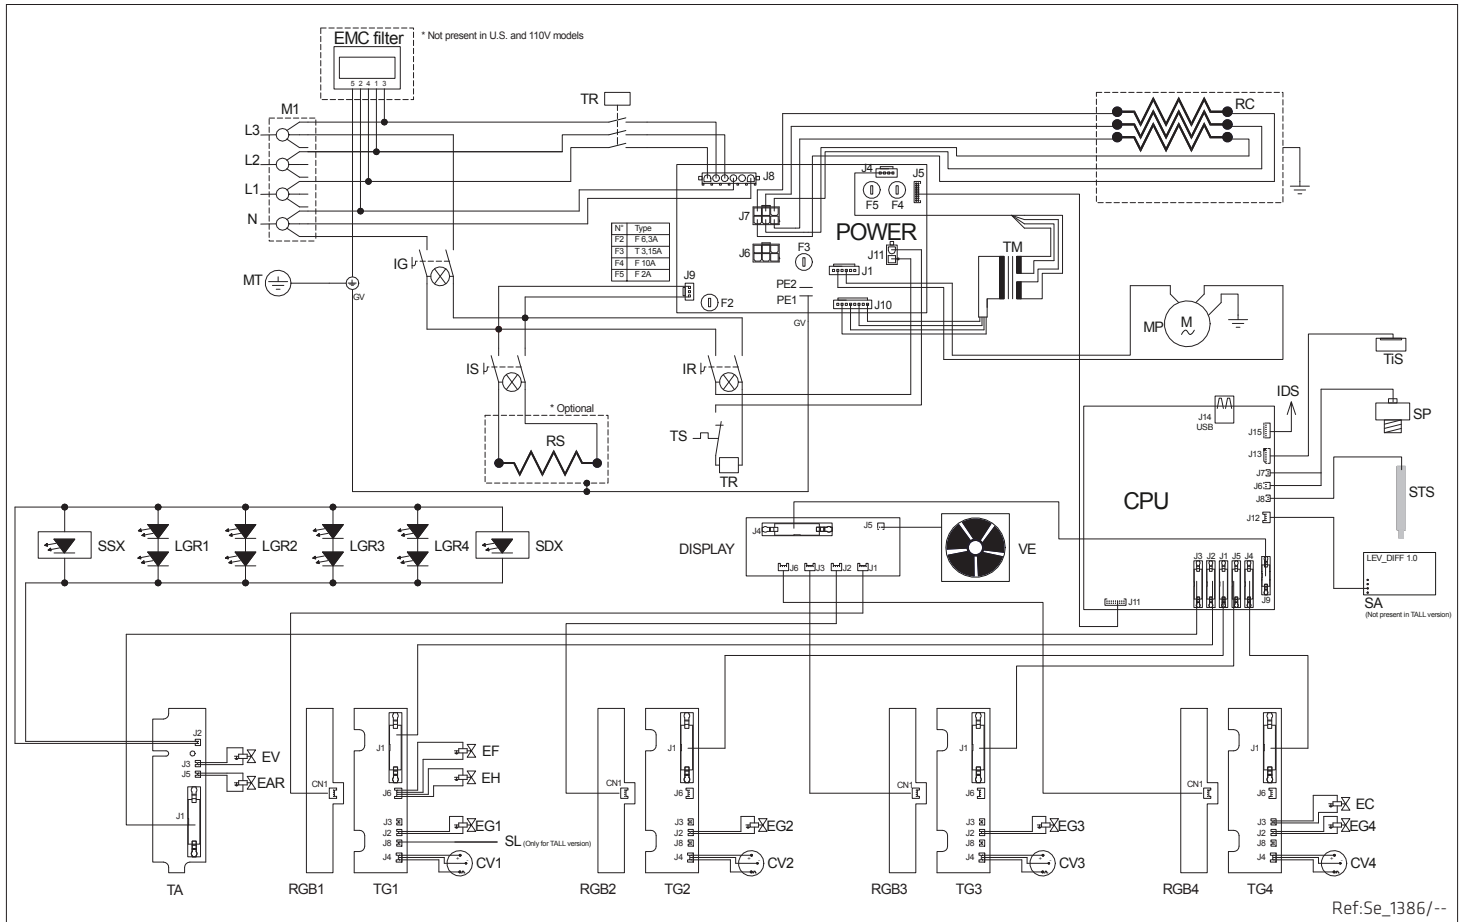 EMC filter
* Not present in U.S. and 110V models
5 2 4 1 3
M1
L3
L2
L1
N
MT
GV
TR
RC
J8
J4
J5
F5
F4
J7
POWER
J6
F3
J11
N° Type
F2 F 6,3A
F3 T 3,15A
F4 F 10A
F5 F 2A
IG
J9
F2
J1
PE2
PE1
J10
GV
TM
MP
M
TiS
IS
IR
* Optional
RS
TS
TR
IDS
J14
USB
J15
J13
J7
J6
J8
J12
SP
CPU
STS
LEV_DIFF 1.0
SA
(Not present in TALL version)
J3 J2 J1 J5 J4
J9
J11
SSX
LGR1
LGR2
LGR3
LGR4
SDX
DISPLAY
J4
J5
J6
J3
J2
J1
VE
J2
J3
J5
J1
EV
EAR
TA
CN1
RGB1
J1
J6
J3
J2
J8
J4
EF
EH
EG1
SL (Only for TALL version)
CV1
TG1
CN1
RGB2
J1
J6
J3
J2
J8
J4
EG2
CV2
TG2
CN1
RGB3
J1
J6
J3
J2
J8
J4
EG3
CV3
TG3
CN1
RGB4
J1
J6
J3
J2
J8
J4
EC
EG4
CV4
TG4
Ref:Se_1386/--